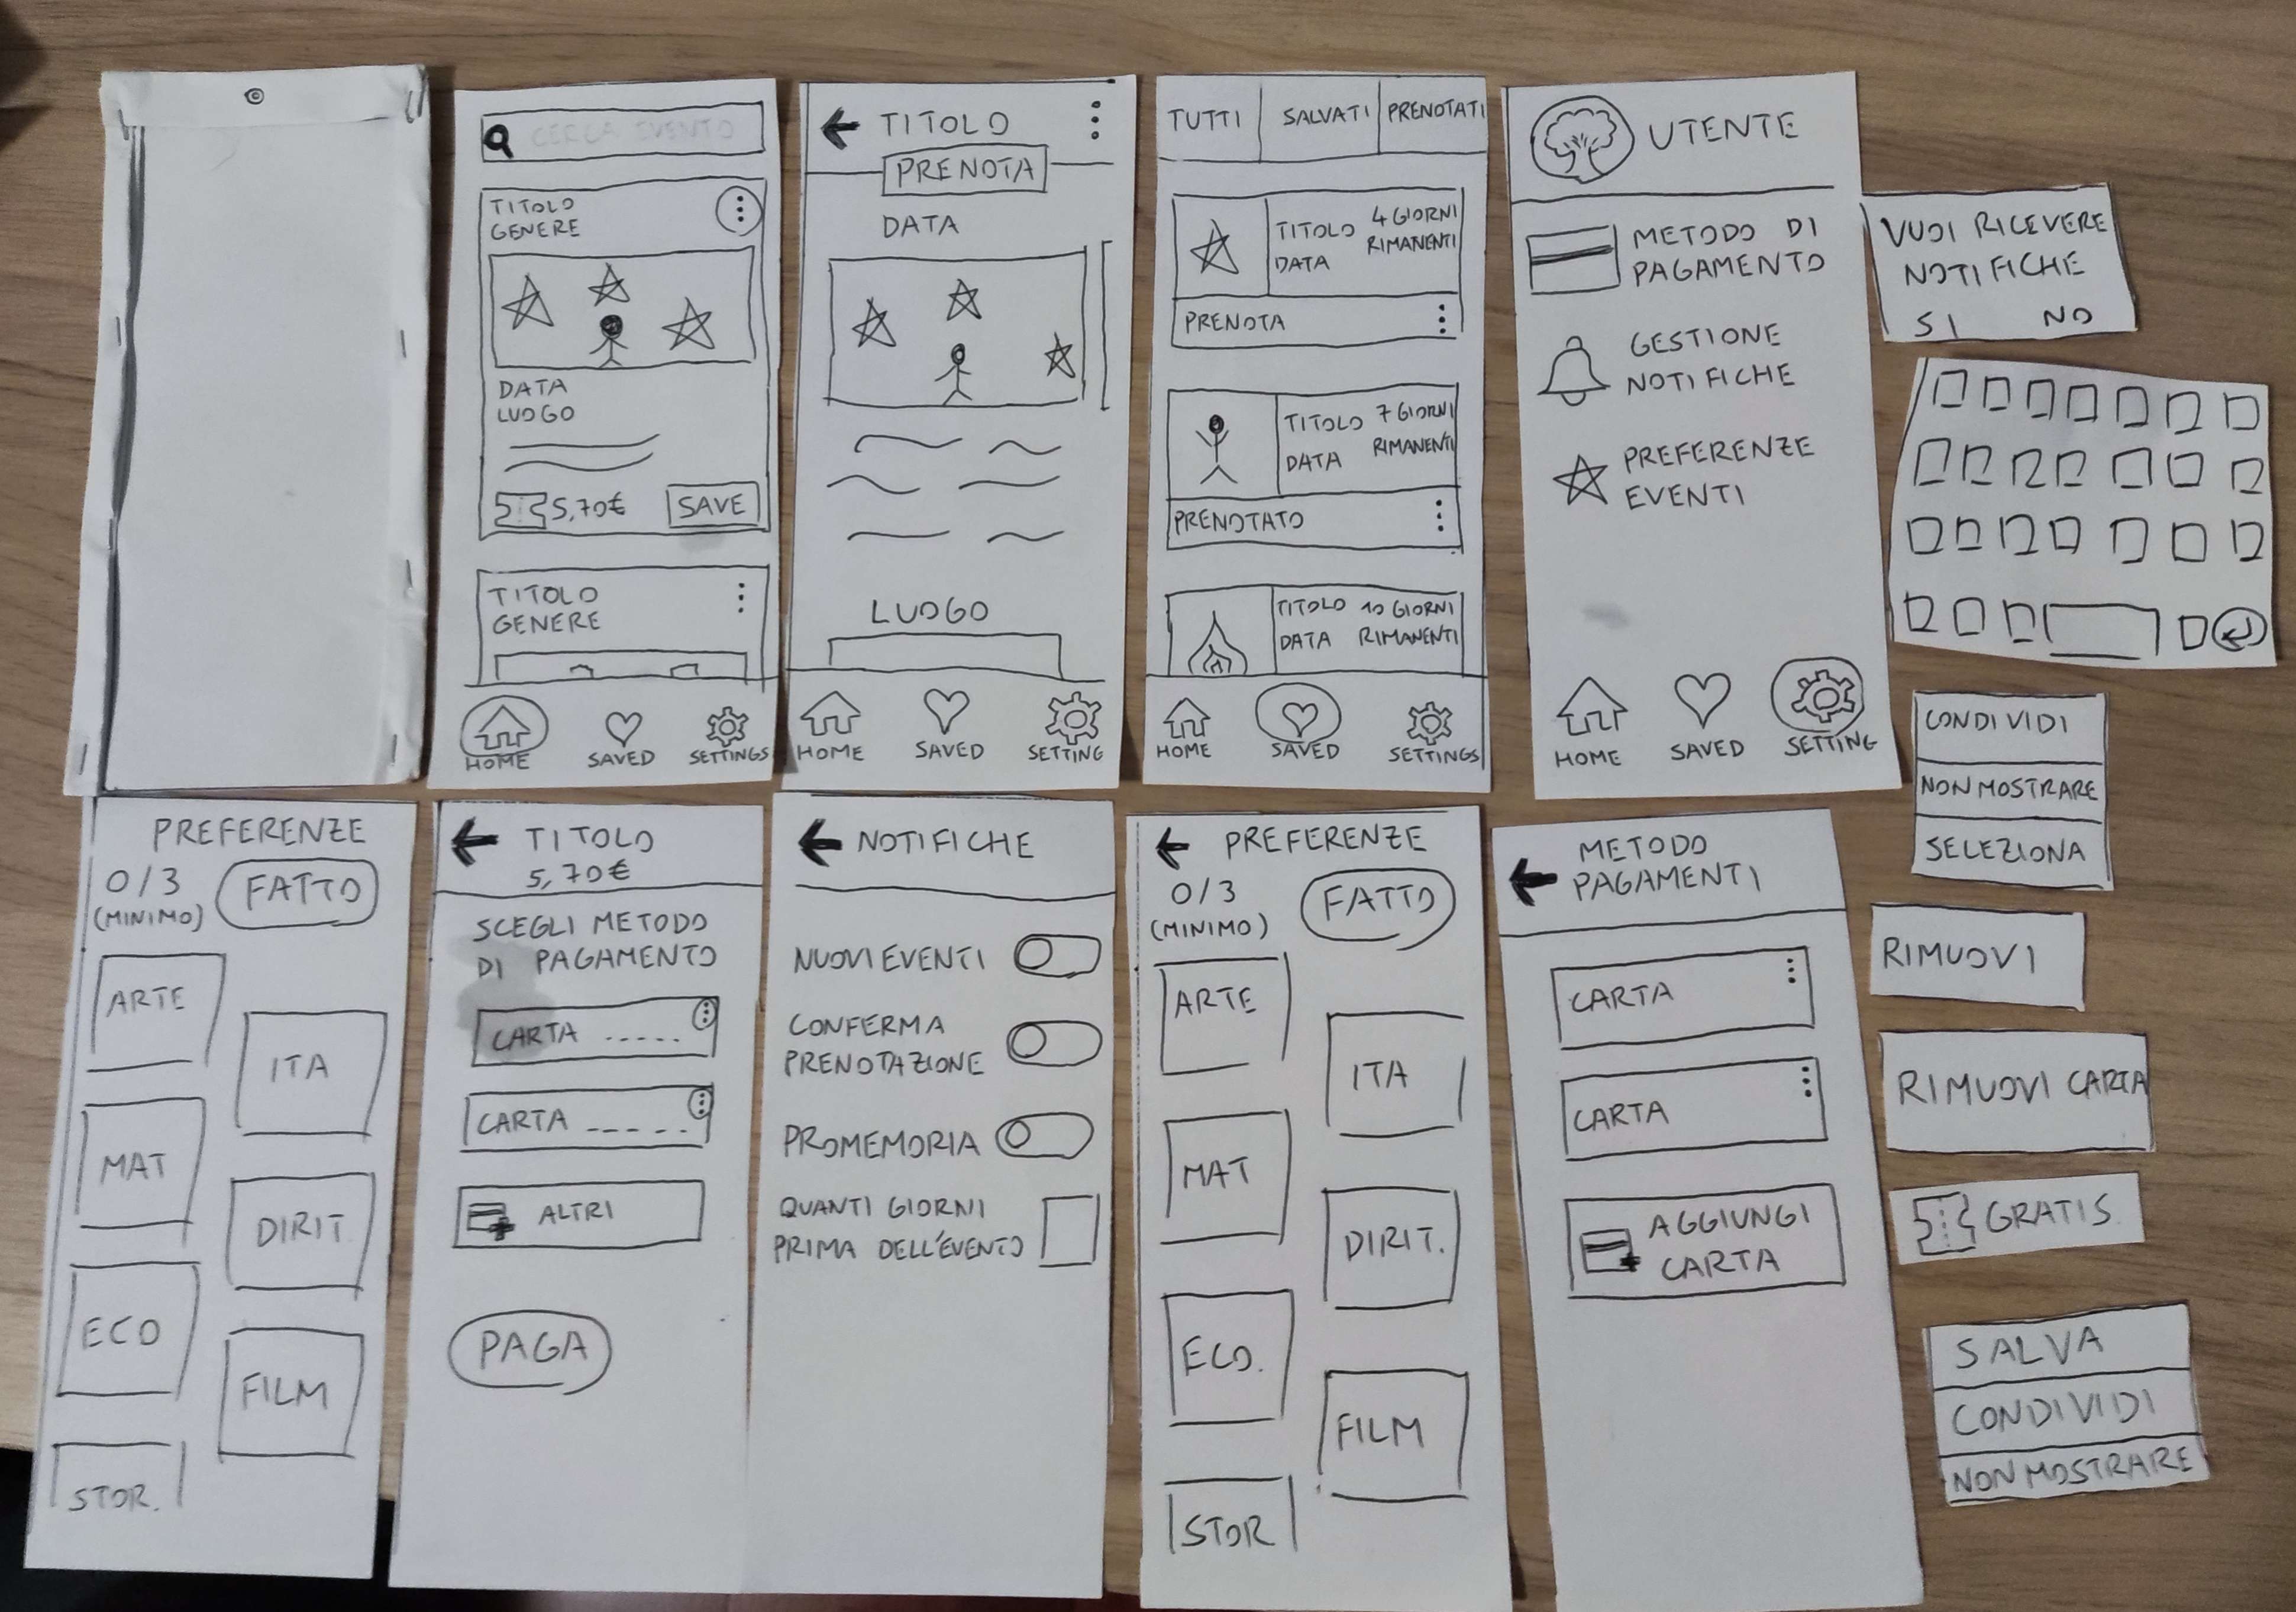 ©
CERCA EVENTO
TITOLO
GENERE
DATA
LUOGO
5,70€
SAVE
TITOLO
GENERE
HOME
SAVED
SETTINGS
TITOLO
PRENOTA
DATA
LUOGO
HOME
SAVED
SETTING
TUTTI
SALVATI
PRENOTATI
TITOLO
DATA
4 GIORNI
RIMANENTI
PRENOTA
TITOLO
DATA
7 GIORNI
RIMANENTI
PRENOTATO
TITOLO
DATA
10 GIORNI
RIMANENTI
HOME
SAVED
SETTINGS
UTENTE
METODO DI
PAGAMENTO
GESTIONE
NOTIFICHE
PREFERENZE
EVENTI
HOME
SAVED
SETTING
VUOI RICEVERE
NOTIFICHE
SI NO
CONDIVIDI
NON MOSTRARE
SELEZIONA
PREFERENZE
0/3
(MINIMO)
FATTO
ARTE
ITA
MAT
DIRIT.
ECO
FILM
STOR.
TITOLO
5,70€
SCEGLI METODO
DI PAGAMENTO
CARTA .....
CARTA _ _ _ _ _
ALTRI
PAGA
NOTIFICHE
NUOVI EVENTI
CONFERMA
PRENOTAZIONE
PROMEMORIA
QUANTI GIORNI
PRIMA DELL'EVENTO
PREFERENZE
0/3
(MINIMO)
FATTO
ARTE
ITA
MAT
DIRIT.
ECO.
FILM
STOR
METODO
PAGAMENTI
CARTA
CARTA
AGGIUNGI
CARTA
RIMUOVI
RIMUOVI CARTA
GRATIS
SALVA
CONDIVIDI
NON MOSTRARE